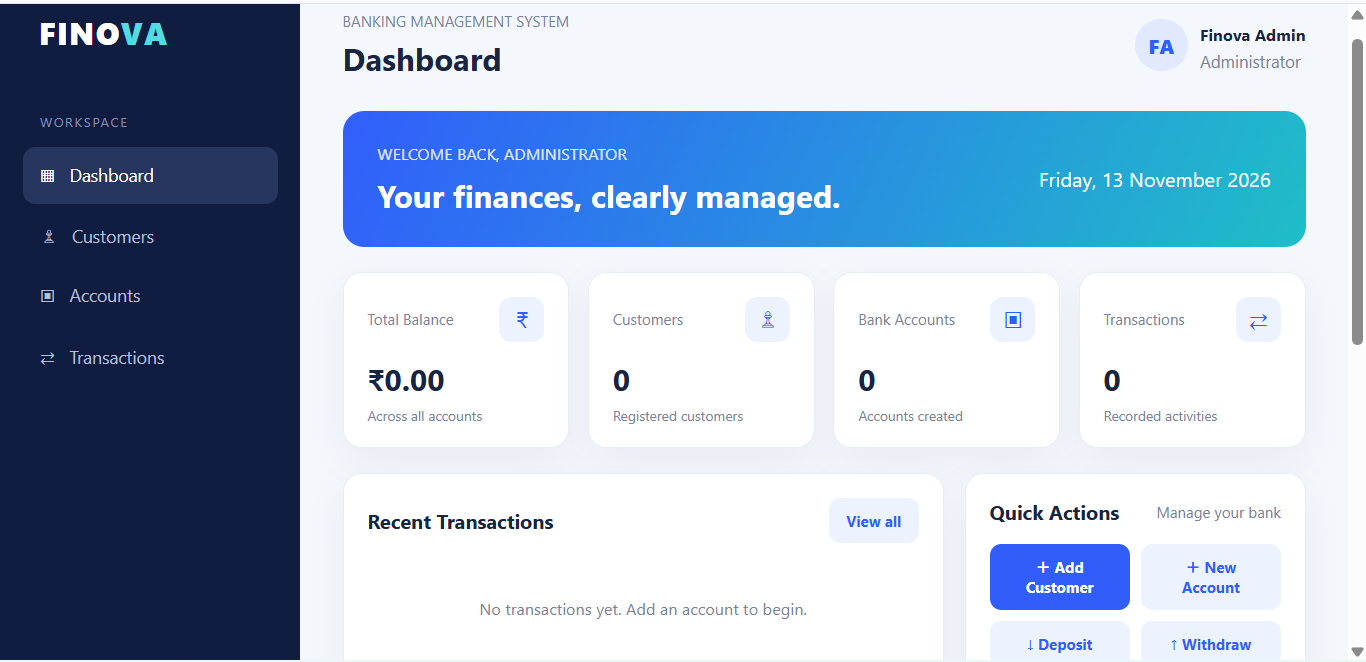 FINOVA
WORKSPACE
Dashboard
Customers
Accounts
Transactions
BANKING MANAGEMENT SYSTEM
Dashboard
FA
Finova Admin
Administrator
WELCOME BACK, ADMINISTRATOR
Your finances, clearly managed.
Friday, 13 November 2026
Total Balance
₹
₹0.00
Across all accounts
Customers
0
Registered customers
Bank Accounts
0
Accounts created
Transactions
⇄
0
Recorded activities
Recent Transactions
View all
No transactions yet. Add an account to begin.
Quick Actions
Manage your bank
+ Add
Customer
+ New
Account
↓ Deposit
↑ Withdraw